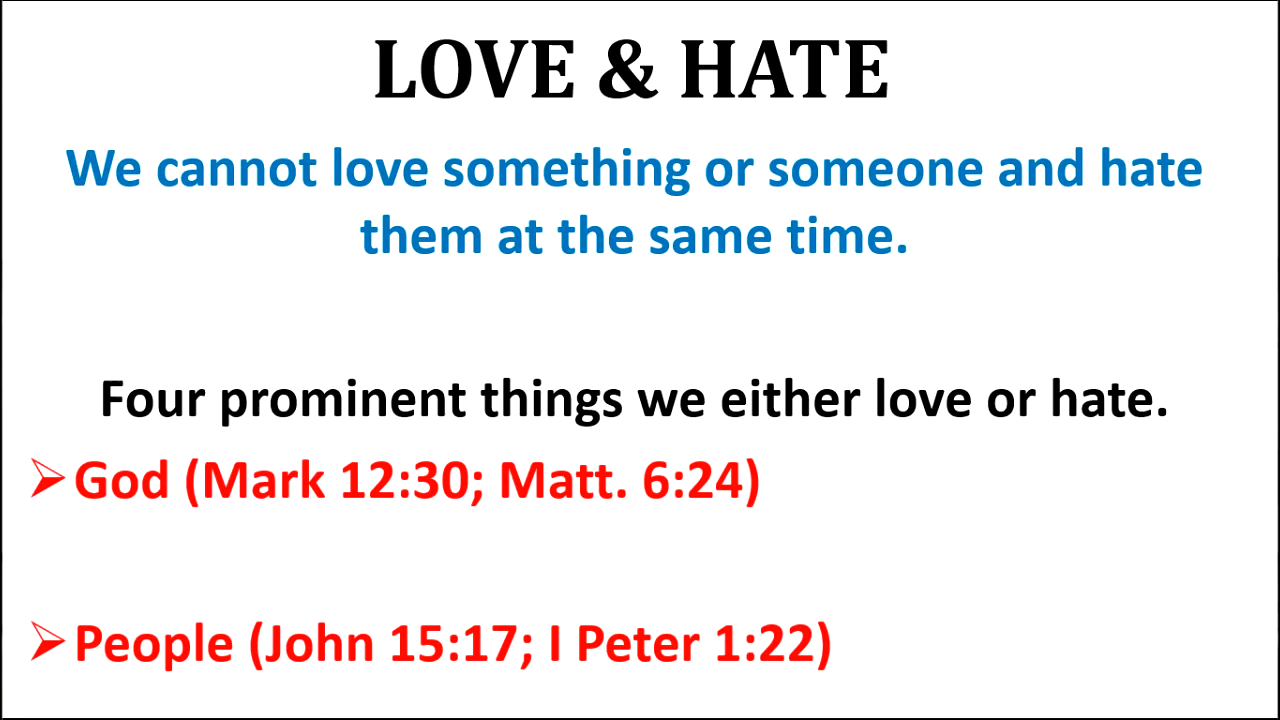 LOVE & HATE
We cannot love something or someone and hate
them at the same time.
Four prominent things we either love or hate.
➢God (Mark 12:30; Matt. 6:24)
➢People (John 15:17; I Peter 1:22)